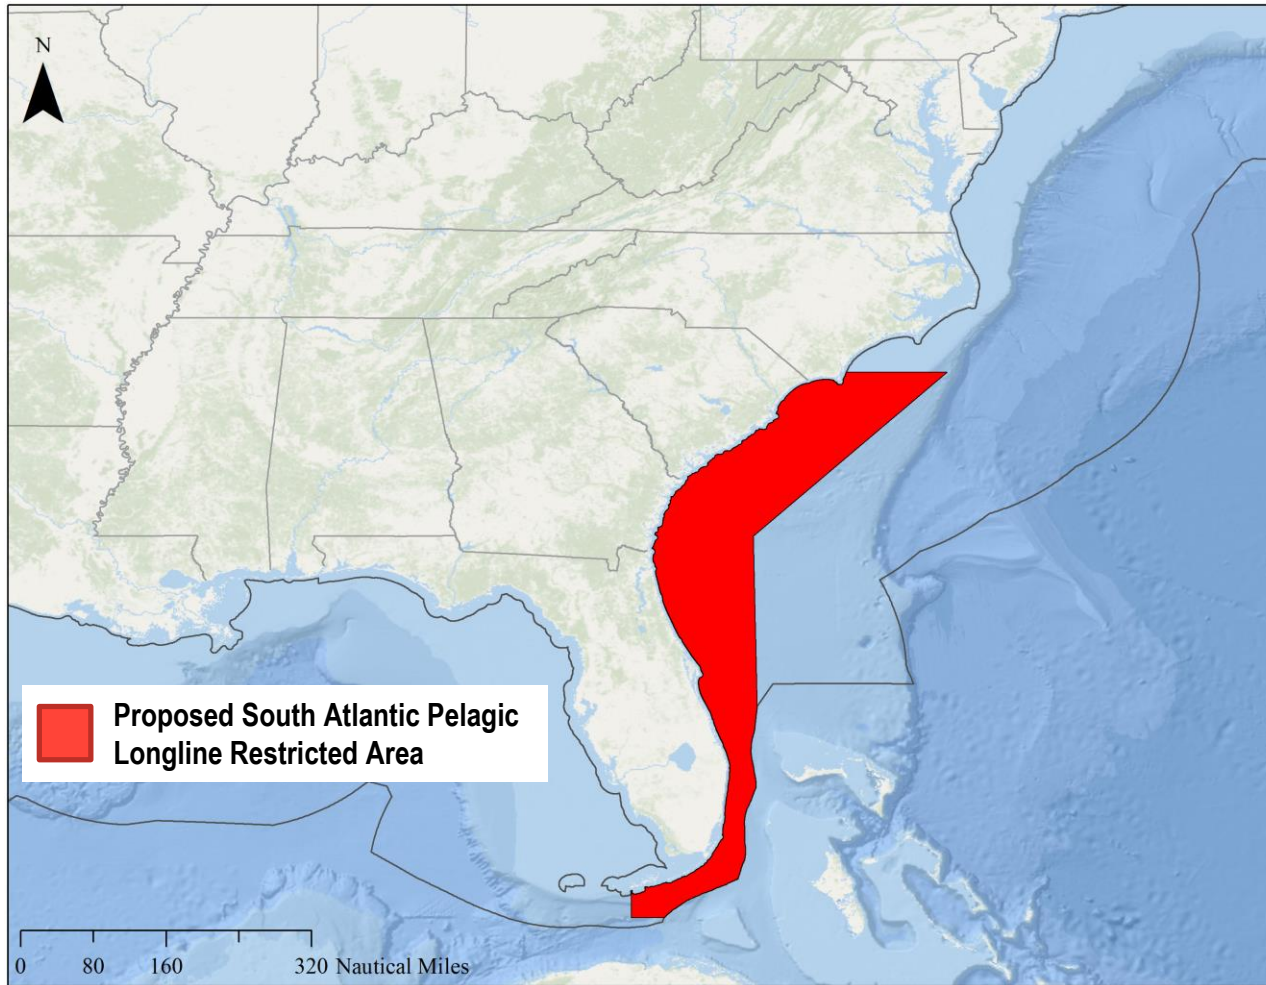 N
Proposed South Atlantic Pelagic
Longline Restricted Area
0 80 160 320 Nautical Miles